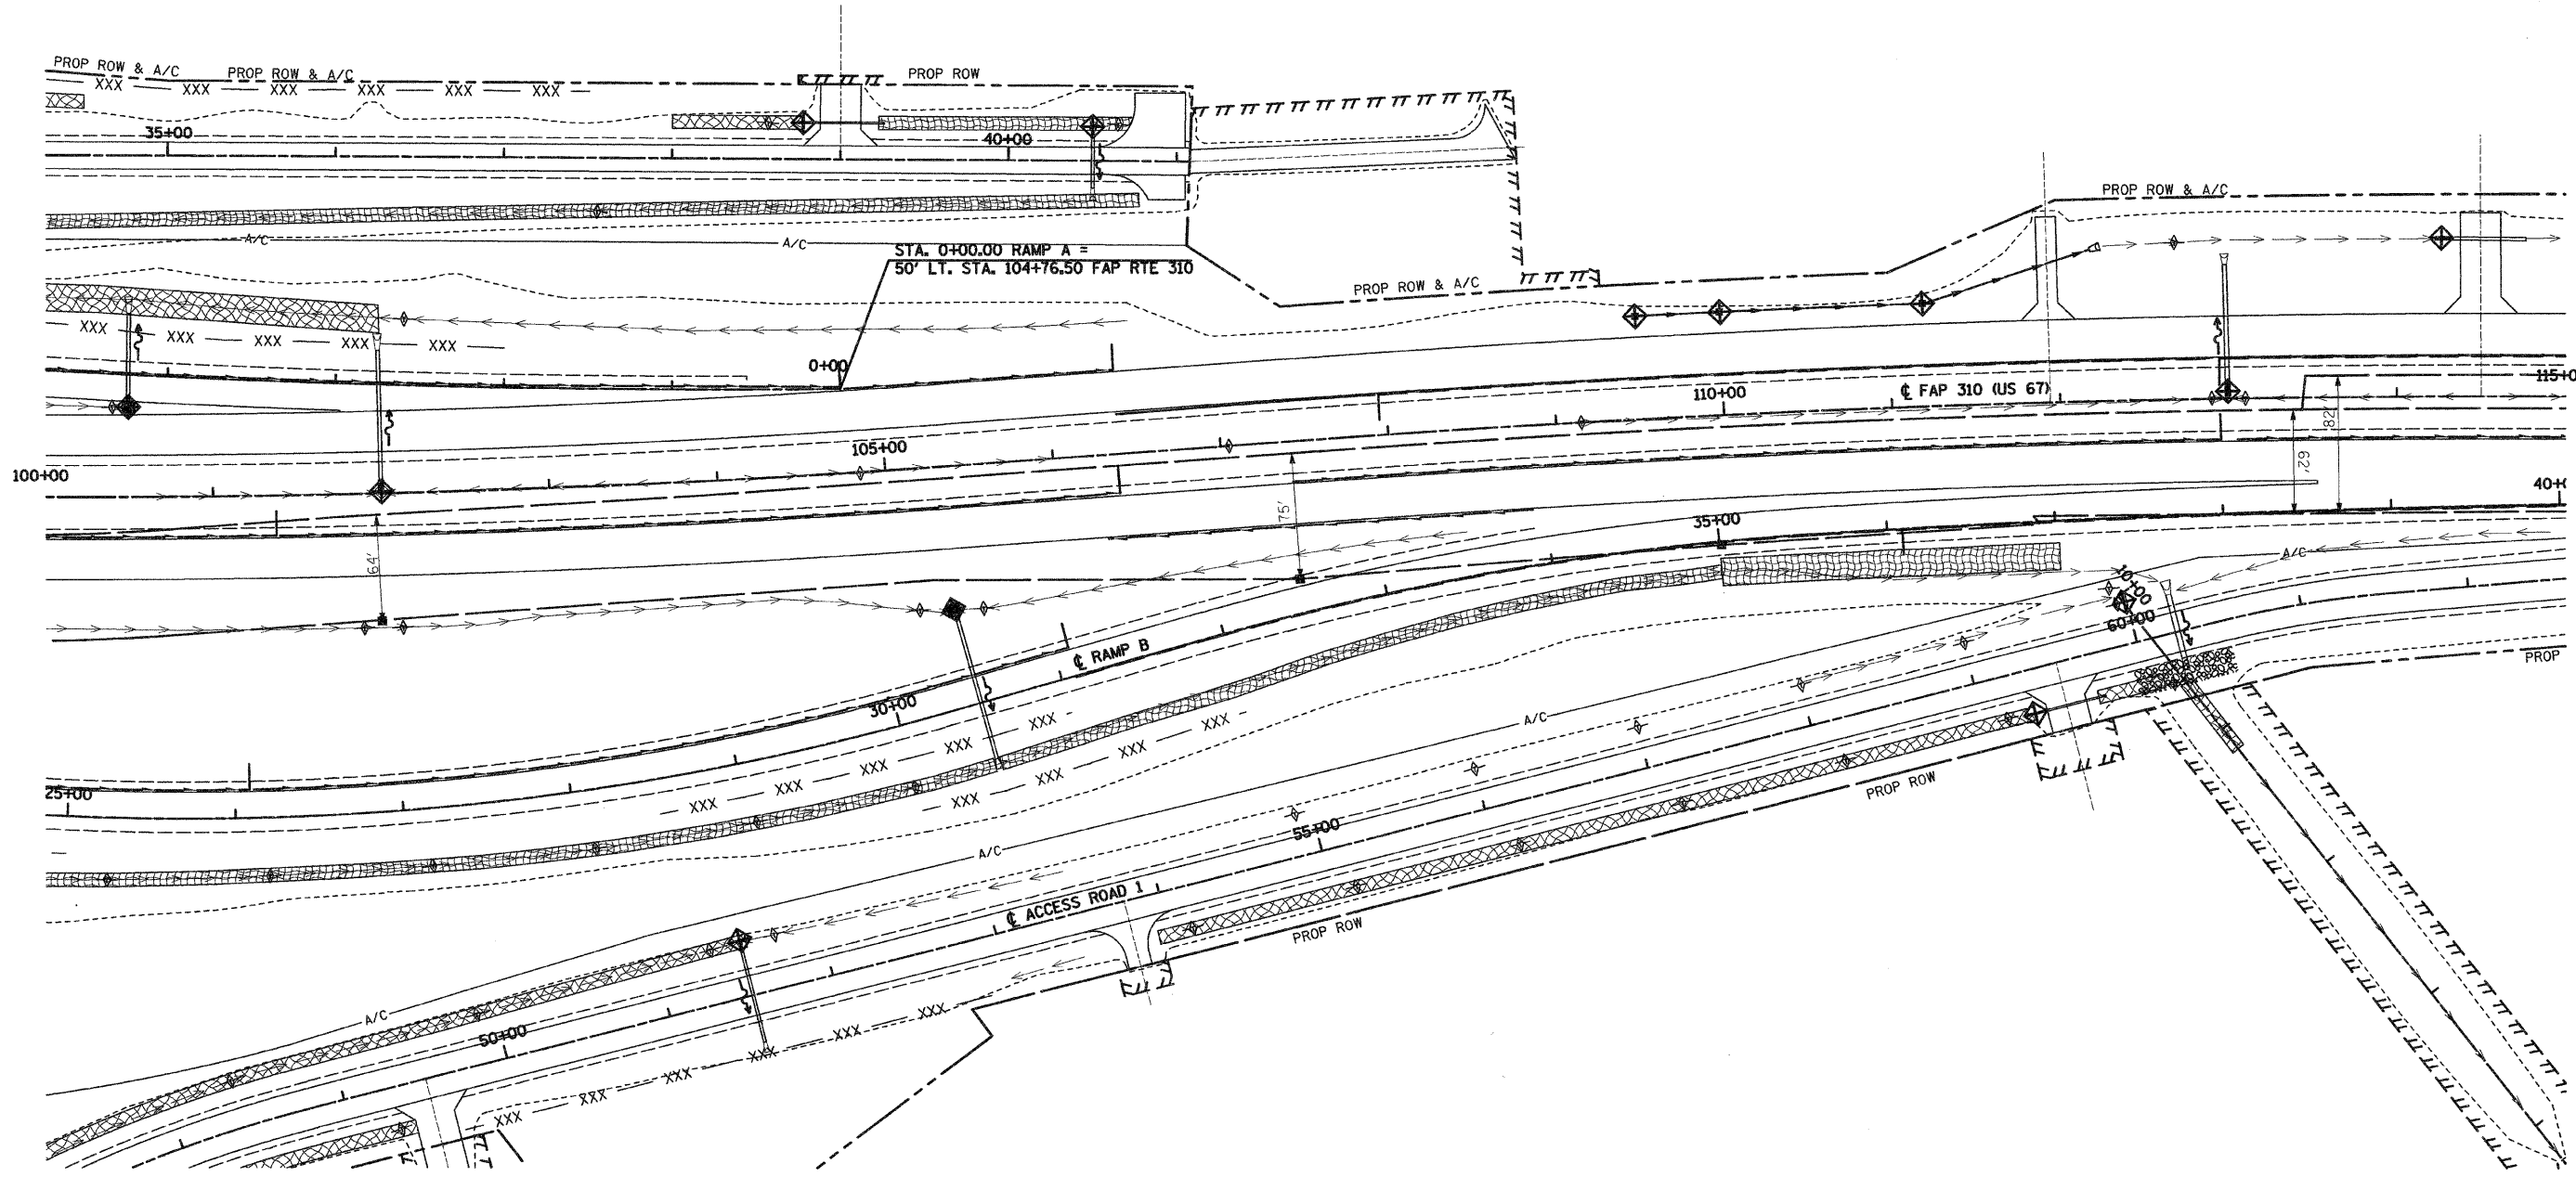 PROP ROW & A/C
PROP ROW & A/C
PROP ROW
XXX XXX XXX XXX XXX XXX
35+00
40+00
PROP ROW & A/C
A/C
A/C
STA. 0+00.00 RAMP A =
50' LT. STA. 104+76.50 FAP RTE 310
PROP ROW & A/C
XXX XXX XXX XXX XXX
0+00
℄ FAP 310 (US 67)
110+00
115+0
82'
105+00
100+00
62'
40+0
75'
35+00
64'
A/C
10+00
60+00
℄ RAMP B
PROP
30+00
XXX XXX XXX XXX XXX
XXX XXX XXX XXX
A/C
25+00
PROP ROW
55+00
A/C
℄ ACCESS ROAD 1
PROP ROW
A/C
50+00
XXX XXX XXX XXX XXX XXX